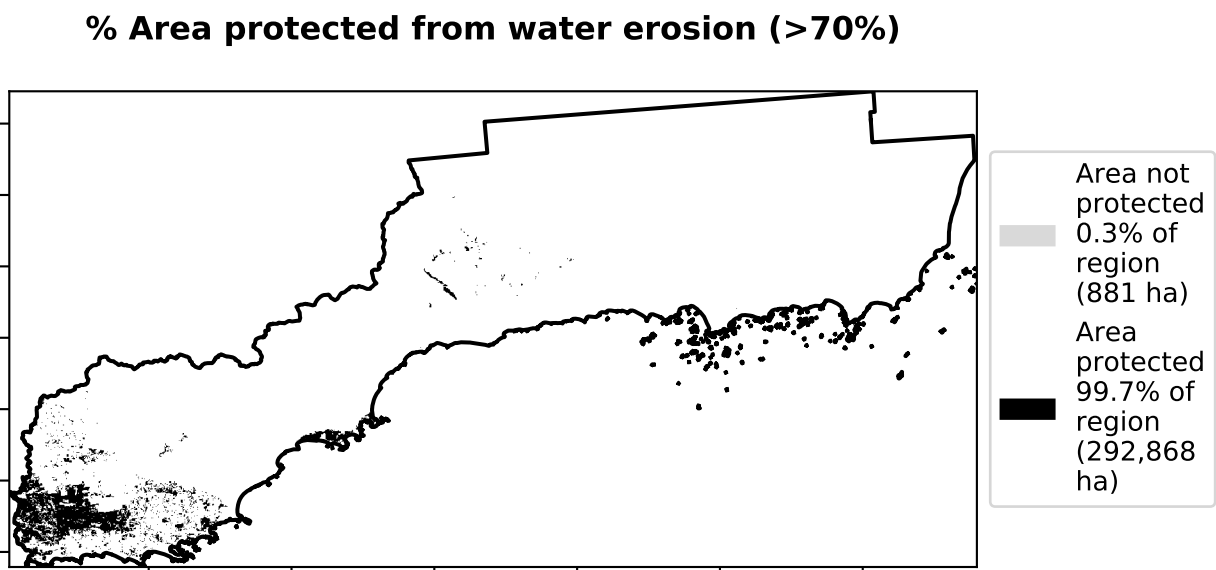 % Area protected from water erosion (>70%)
Area not
protected
0.3% of
region
(881 ha)
Area
protected
99.7% of
region
(292,868
ha)